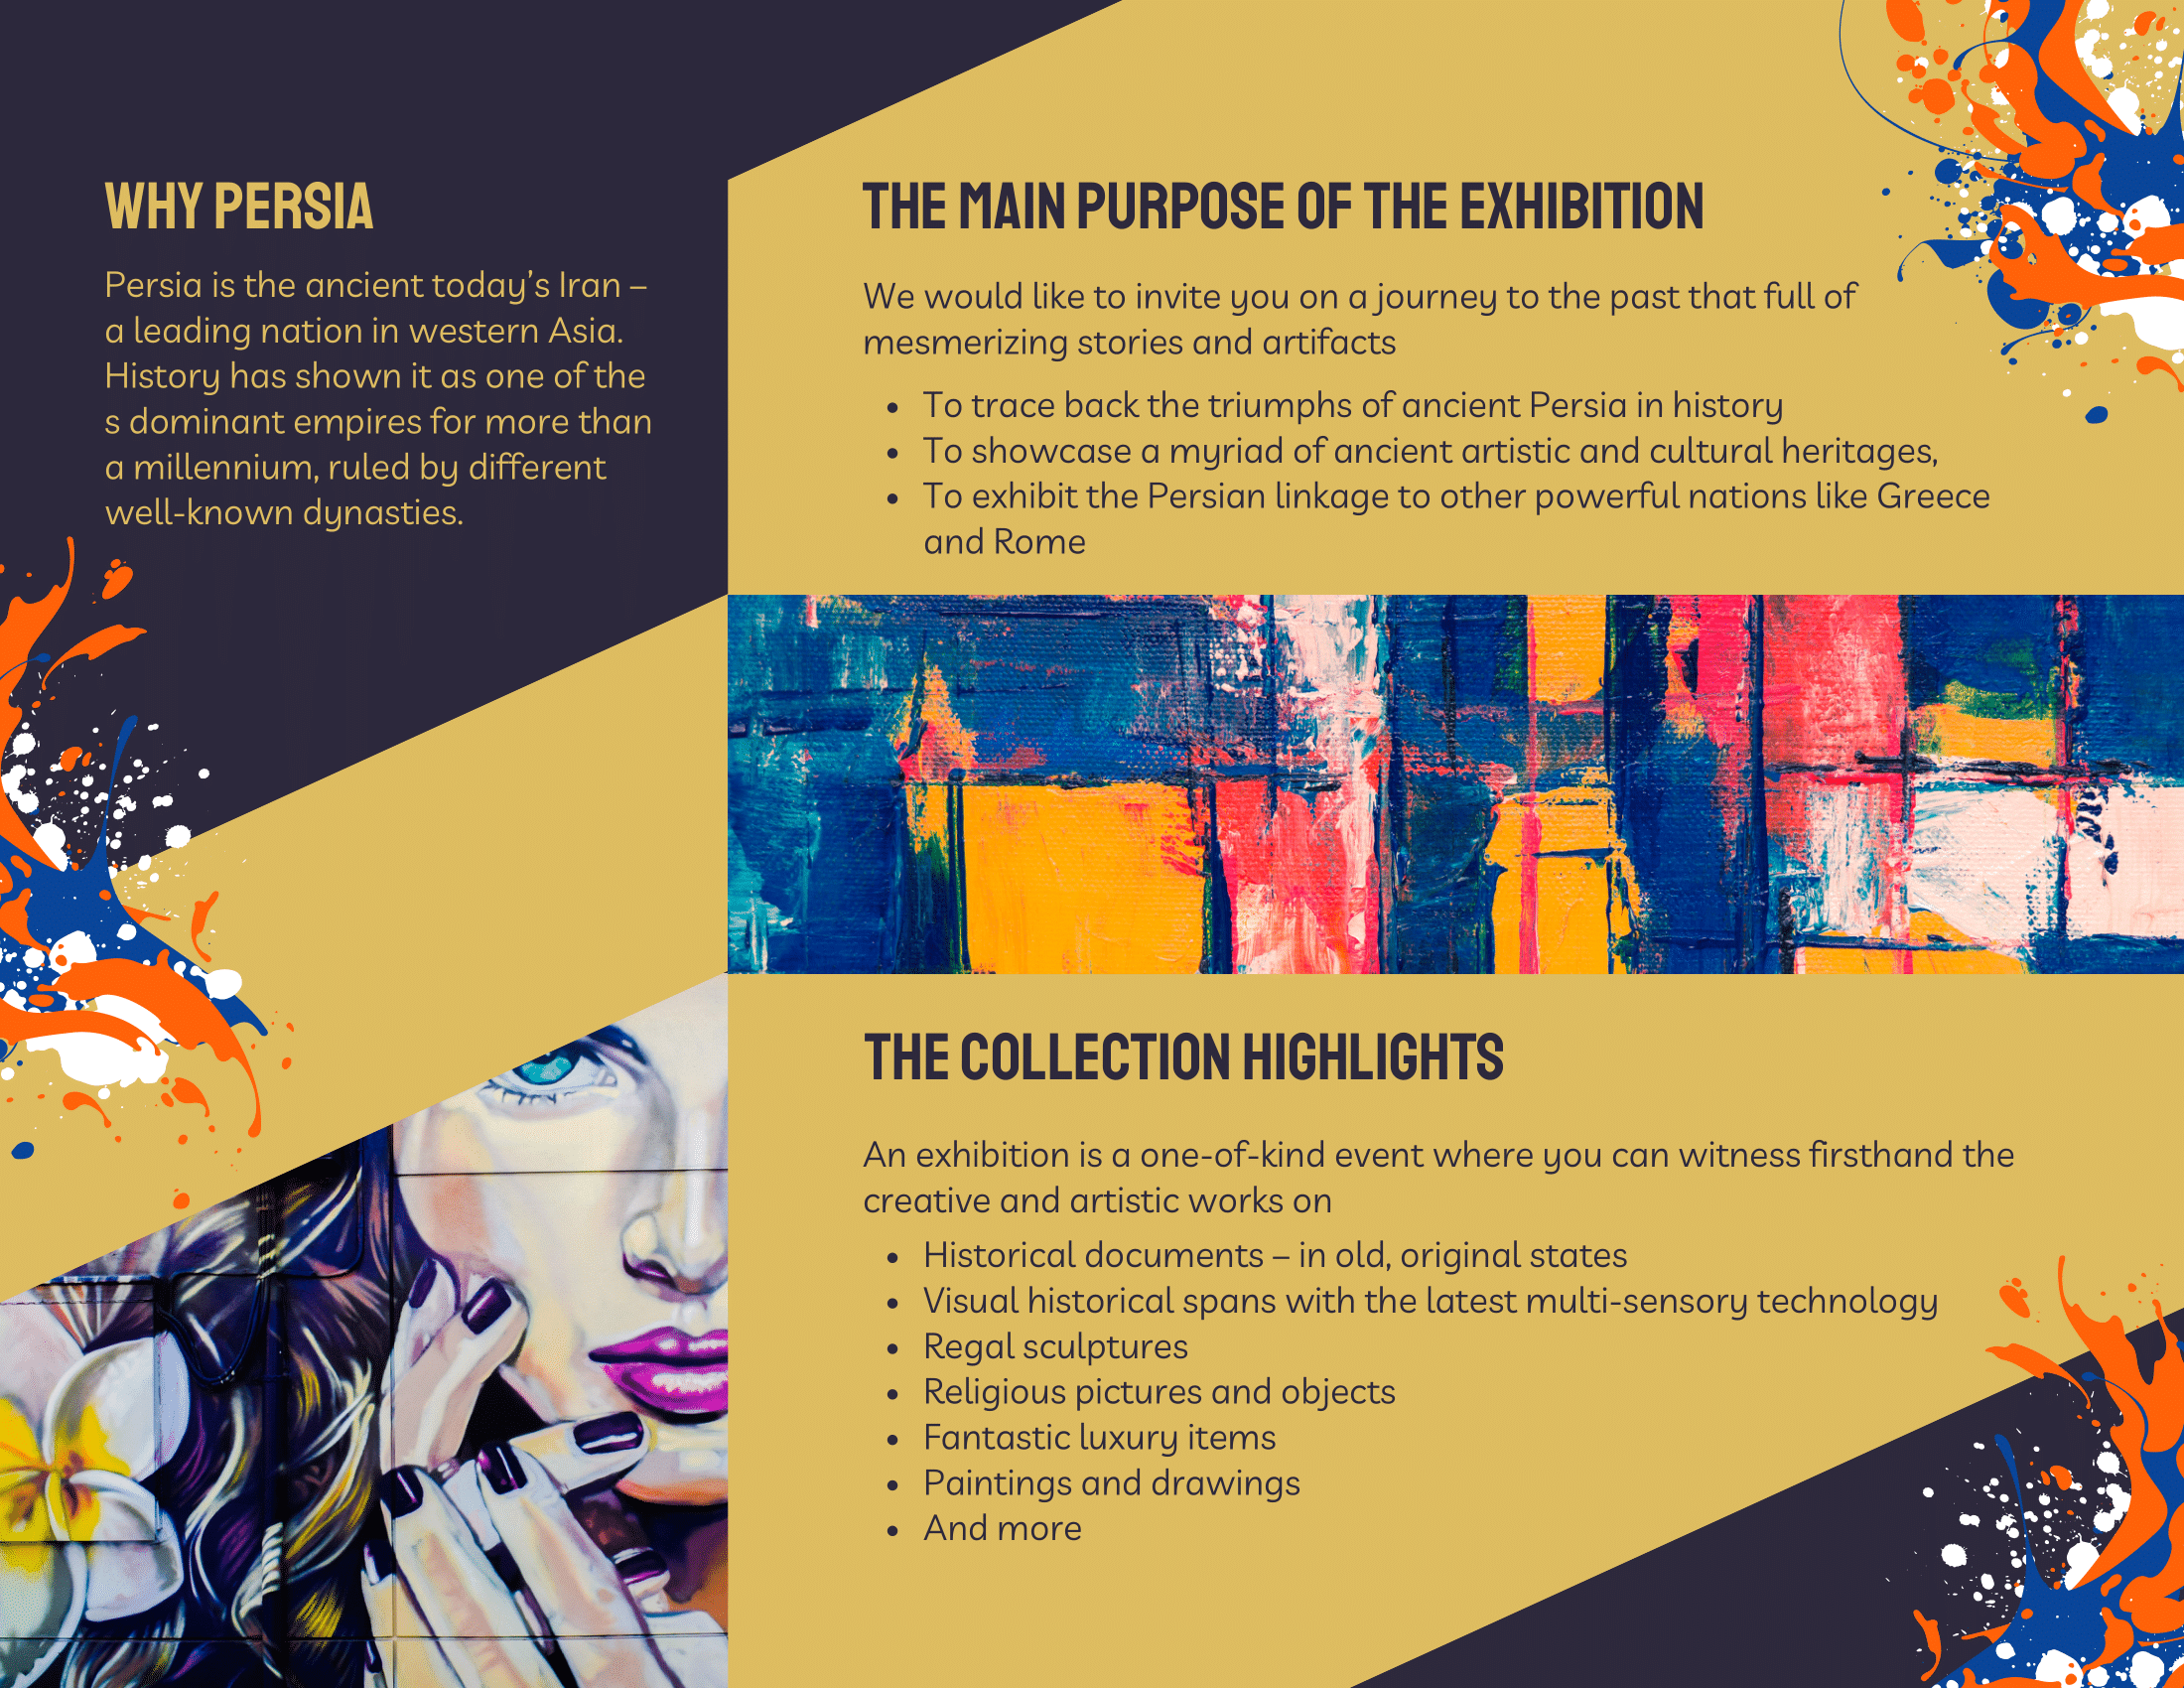 WHY PERSIA
Persia is the ancient today's Iran –
a leading nation in western Asia.
History has shown it as one of the
s dominant empires for more than
a millennium, ruled by different
well-known dynasties.
THE MAIN PURPOSE OF THE EXHIBITION
We would like to invite you on a journey to the past that full of
mesmerizing stories and artifacts
• To trace back the triumphs of ancient Persia in history
• To showcase a myriad of ancient artistic and cultural heritages,
• To exhibit the Persian linkage to other powerful nations like Greece
and Rome
THE COLLECTION HIGHLIGHTS
An exhibition is a one-of-kind event where you can witness firsthand the
creative and artistic works on
• Historical documents – in old, original states
• Visual historical spans with the latest multi-sensory technology
• Regal sculptures
• Religious pictures and objects
• Fantastic luxury items
• Paintings and drawings
• And more